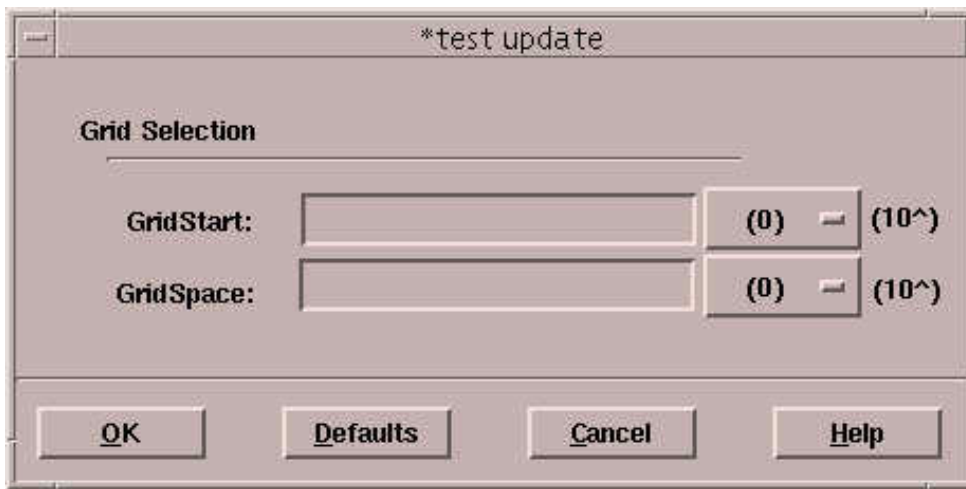 *test update
Grid Selection
GridStart: (0) (10^)
GridSpace: (0) (10^)
OK Defaults Cancel Help